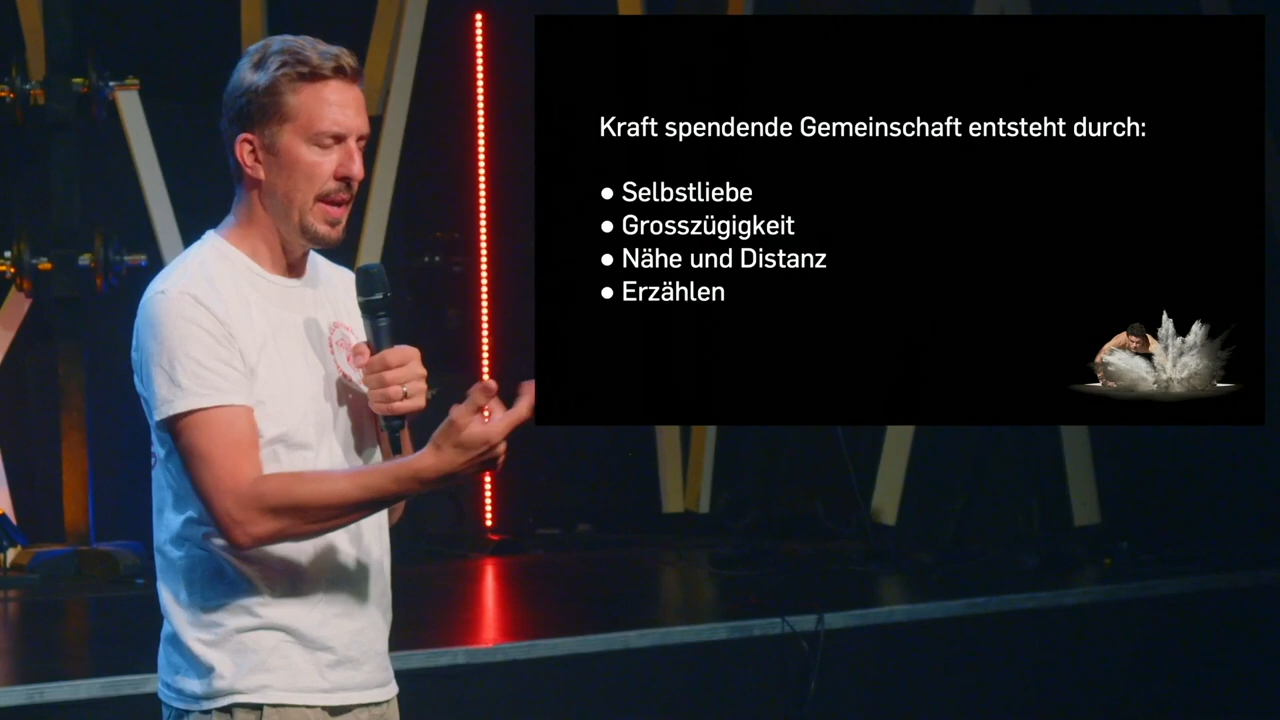 Kraft spendende Gemeinschaft entsteht durch:
● Selbstliebe
● Grosszügigkeit
● Nähe und Distanz
● Erzählen